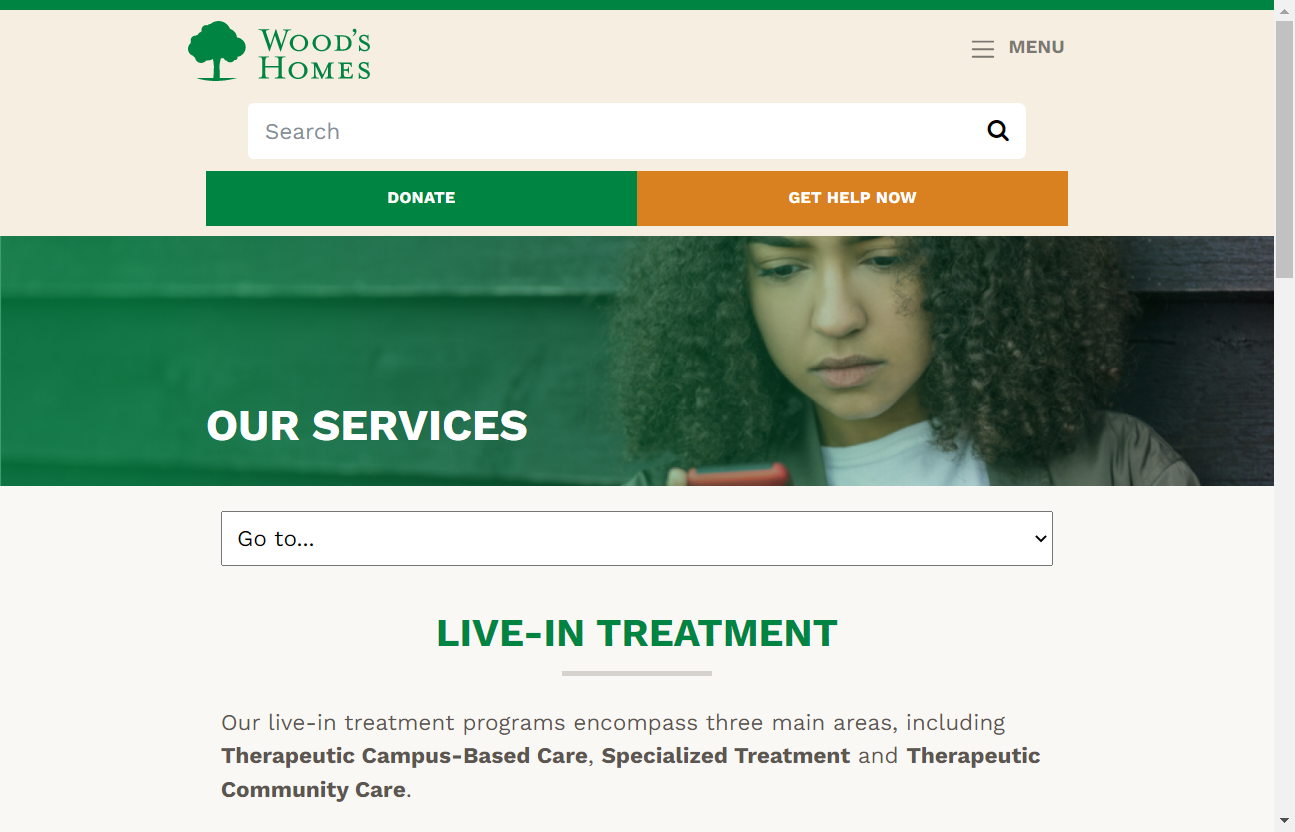 WOOD'S
HOMES
MENU
Search
DONATE
GET HELP NOW
OUR SERVICES
Go to...
LIVE-IN TREATMENT
Our live-in treatment programs encompass three main areas, including
Therapeutic Campus-Based Care, Specialized Treatment and Therapeutic
Community Care.